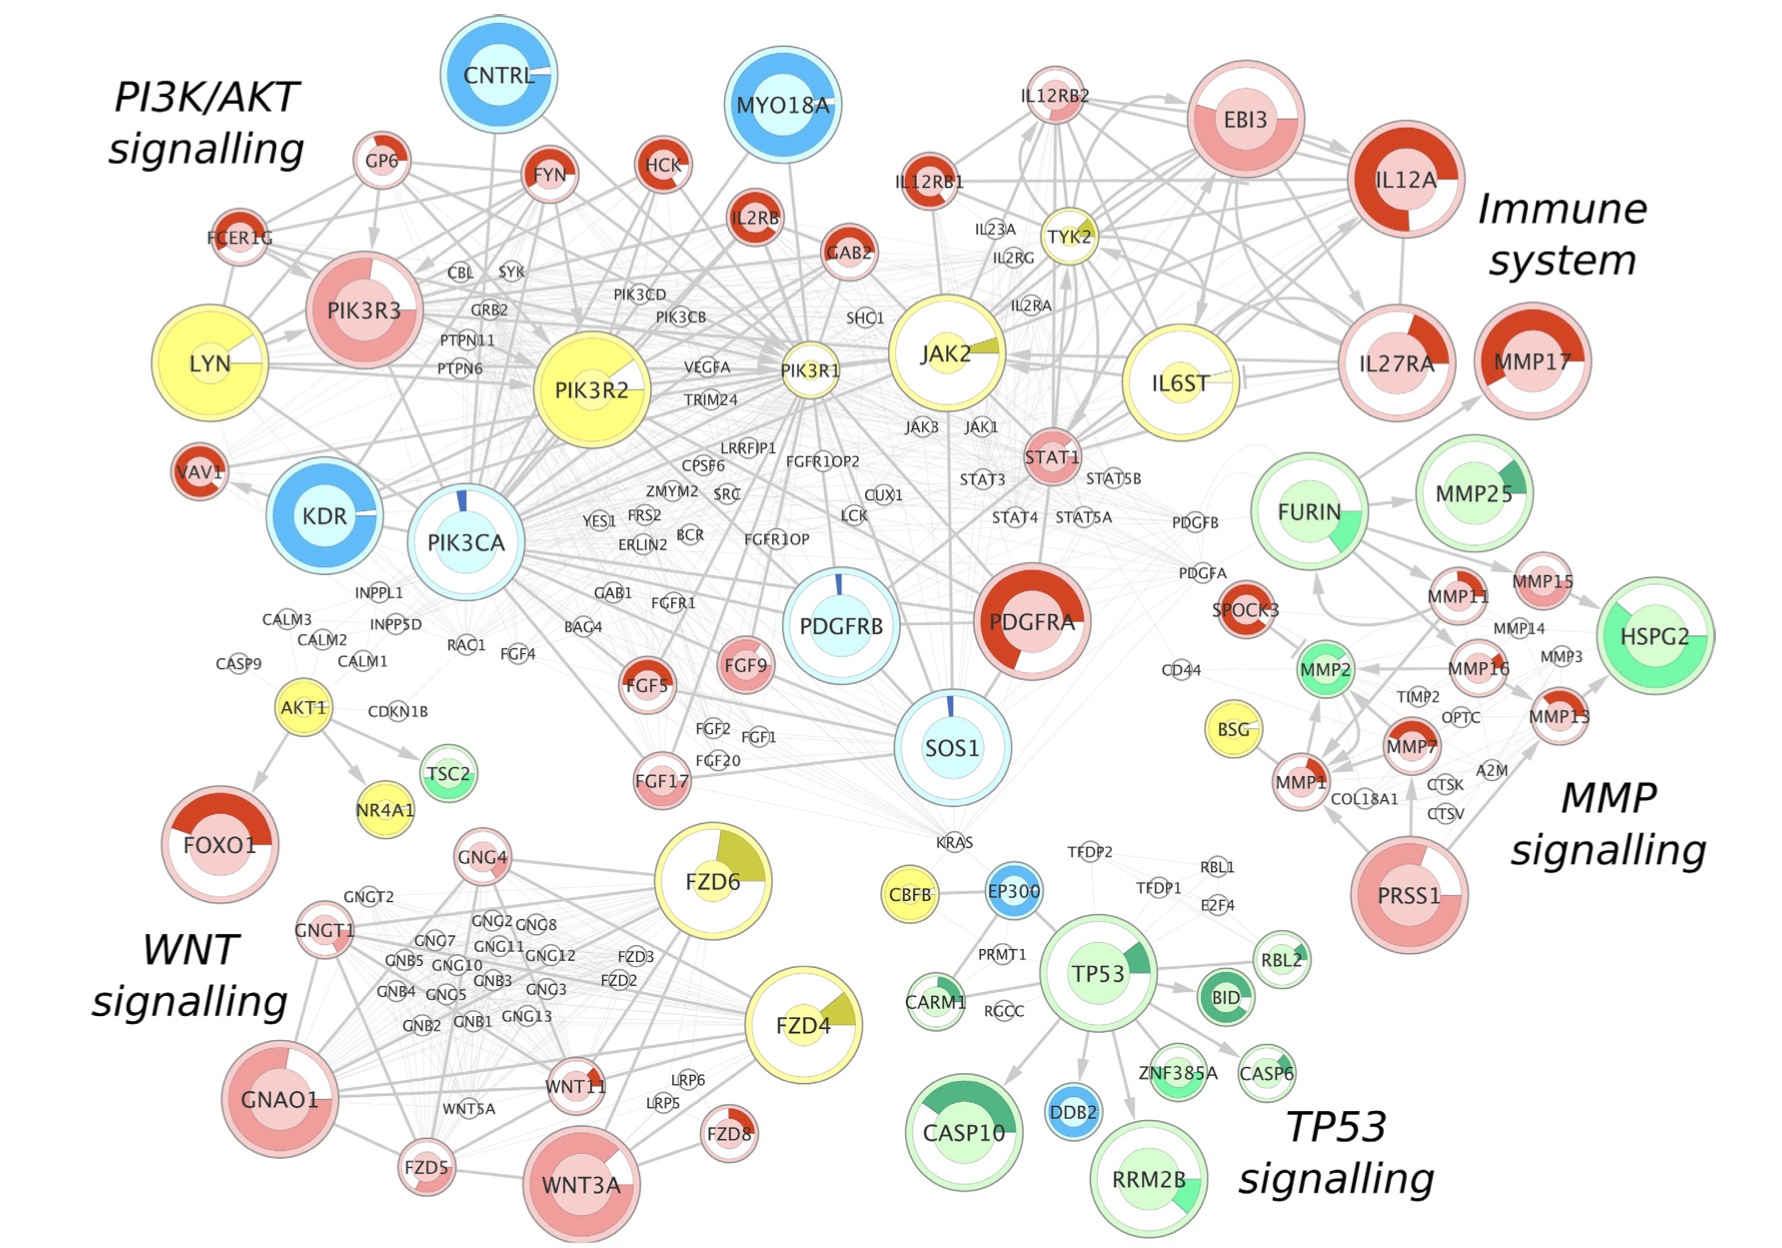 PI3K/AKT
signalling
CNTRL
MYO18A
GP6
FYN
HCK
IL2RB
GAB2
FCER1G
PIK3R3
LYN
CBL
SYK
GRB2
PTPN11
PTPN6
PIK3CD
PIK3CB
SHC1
PIK3R2
VEGFA
TRIM24
PIK3R1
VAV1
KDR
PIK3CA
LRRFIP1
CPSF6
FGFR1OP2
ZMYM2
SRC
CUX1
YES1
FRS2
LCK
ERLIN2
BCR
FGFR1OP
INPPL1
GAB1
FGFR1
CALM3
INPP5D
CALM2
BAG4
RAC1
FGF4
CASP9
CALM1
AKT1
CDKN1B
TSC2
NR4A1
FOXO1
PDGFRB
PDGFRA
FGF9
FGF5
FGF2
FGF1
FGF20
FGF17
SOS1
KRAS
Immune
system
IL12RB2
EBI3
IL12RB1
IL12A
IL23A
TYK2
IL2RG
IL2RA
JAK2
IL6ST
IL27RA
JAK3
JAK1
STAT1
STAT3
STAT5B
STAT4
STAT5A
PDGFB
PDGFA
MMP17
FURIN
MMP25
MMP15
MMP11
SPOCK3
HSPG2
MMP14
MMP2
MMP16
MMP3
CD44
TIMP2
OPTC
MMP13
BSG
MMP7
MMP1
A2M
CTSK
COL18A1
CTSV
PRSS1
MMP
signalling
WNT
signalling
GNG4
FZD6
GNGT2
GNGT1
GNG2
GNG8
GNG7
GNG11
GNB5
GNG10
GNG12
FZD3
GNB3
FZD2
GNB4
GNG5
GNG3
GNB2
GNB1
GNG13
FZD4
GNAO1
WNT11
LRP6
WNT5A
LRP5
FZD8
FZD5
WNT3A
TFDP2
RBL1
CBFB
EP300
TFDP1
E2F4
PRMT1
TP53
RBL2
CARM1
RGCC
BID
ZNF385A
CASP6
CASP10
DDB2
RRM2B
TP53
signalling